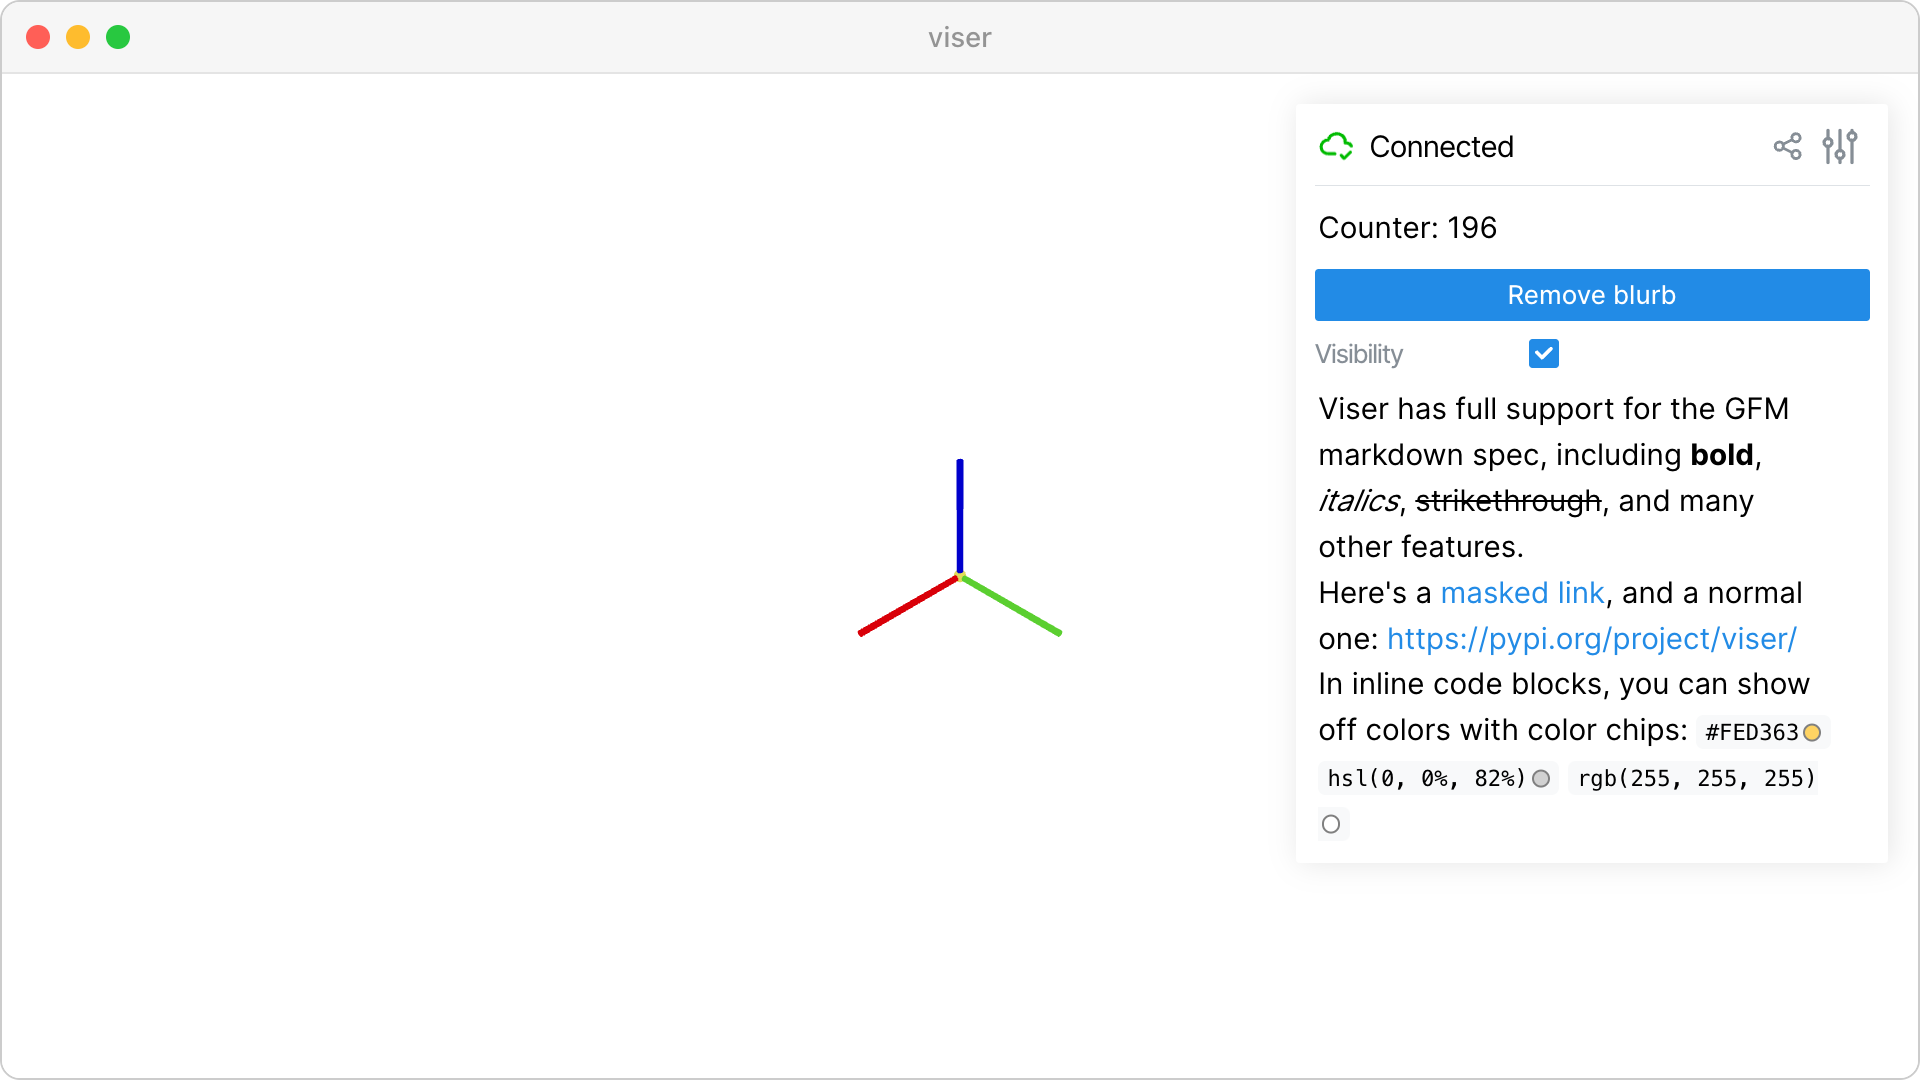 viser
Connected
Counter: 196
Remove blurb
Visibility
Viser has full support for the GFM
markdown spec, including bold,
italics, strikethrough, and many
other features.
Here's a masked link, and a normal
one: https://pypi.org/project/viser/
In inline code blocks, you can show
off colors with color chips: #FED363
hsl(0, 0%, 82%) rgb(255, 255, 255)